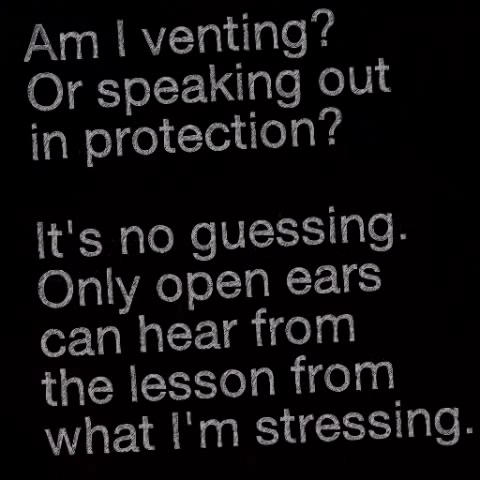 Am I venting?
Or speaking out
in protection?
It's no guessing.
Only open ears
can hear from
the lesson from
what I'm stressing.